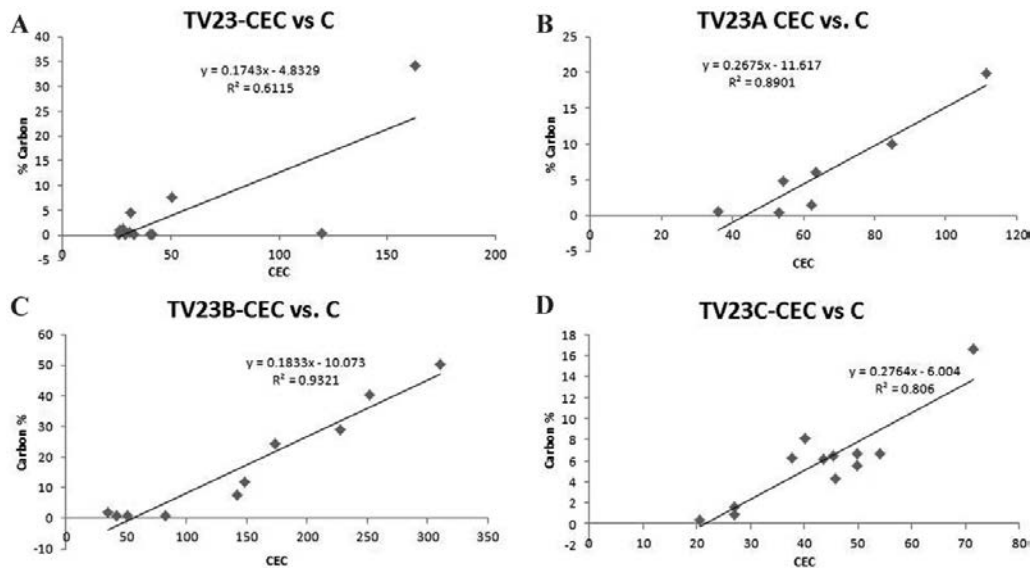 A
TV23-CEC vs C
40
35
30
25
20
15
10
5
0
-5
% Carbon
y = 0.1743x - 4.8329
R² = 0.6115
0 50 100 150 200
CEC
B
TV23A CEC vs. C
25
20
15
10
5
0
-5
% Carbon
y = 0.2675x - 11.617
R² = 0.8901
0 20 40 60 80 100 120
CEC
C
TV23B-CEC vs. C
60
50
40
30
20
10
0
-10
Carbon %
y = 0.1833x - 10.073
R² = 0.9321
0 50 100 150 200 250 300 350
CEC
D
TV23C-CEC vs C
18
16
14
12
10
8
6
4
2
0
-2
Carbon %
y = 0.2764x - 6.004
R² = 0.806
0 10 20 30 40 50 60 70 80
CEC